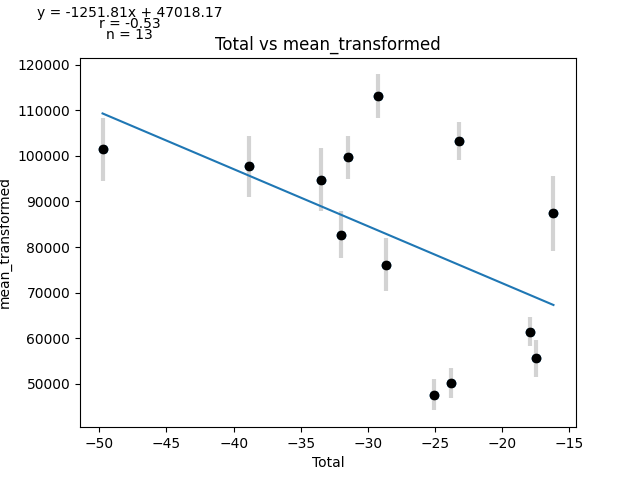 y = -1251.81x + 47018.17
r = -0.53
n = 13
Total vs mean_transformed
120000
110000
100000
90000
80000
70000
60000
50000
mean_transformed
−50
−45
−40
−35
−30
−25
−20
−15
Total